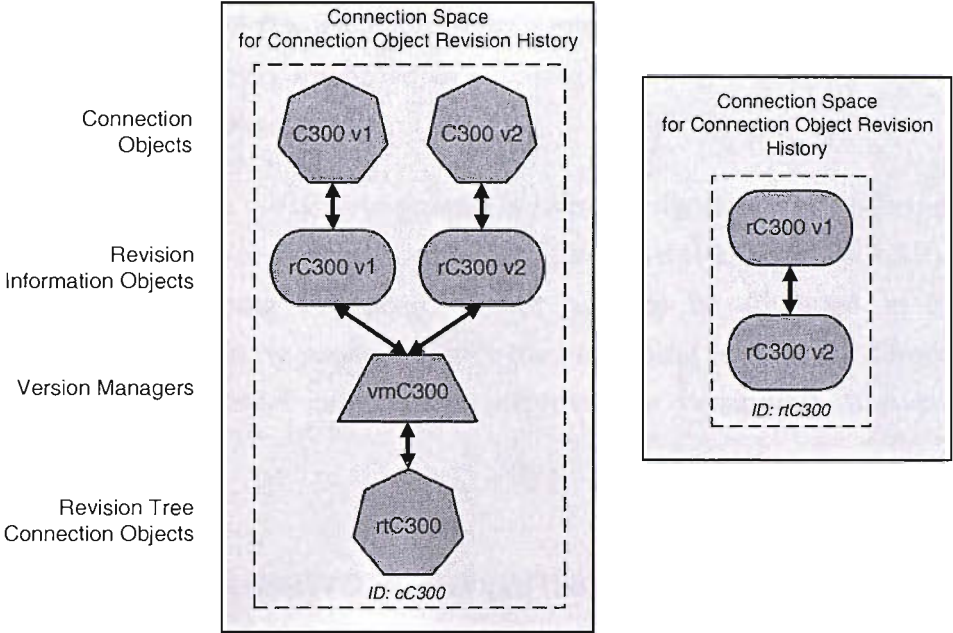 Connection Space
for Connection Object Revision History
Connection
Objects
C300 v1
C300 v2
Revision
Information Objects
rC300 v1
rC300 v2
Version Managers
vmC300
Revision Tree
Connection Objects
rtC300
ID: cC300
Connection Space
for Connection Object Revision
History
rC300 v1
rC300 v2
ID: rtC300